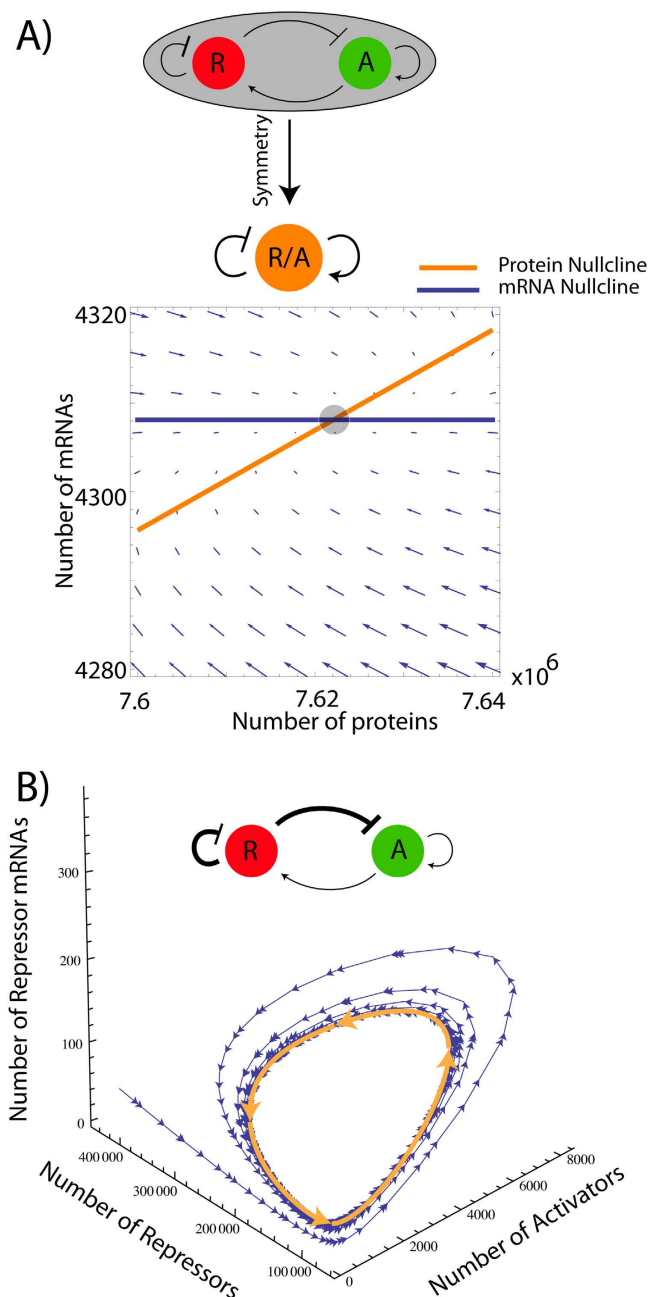 A)
R
A
Symmetry
R/A
Protein Nullcline
mRNA Nullcline
4320
4300
4280
Number of mRNAs
7.6
7.62
7.64
x10^6
Number of proteins
B)
R
A
300
200
100
0
Number of Repressor mRNAs
400 000
300 000
200 000
100 000
Number of Repressors
0
2000
4000
6000
8000
Number of Activators